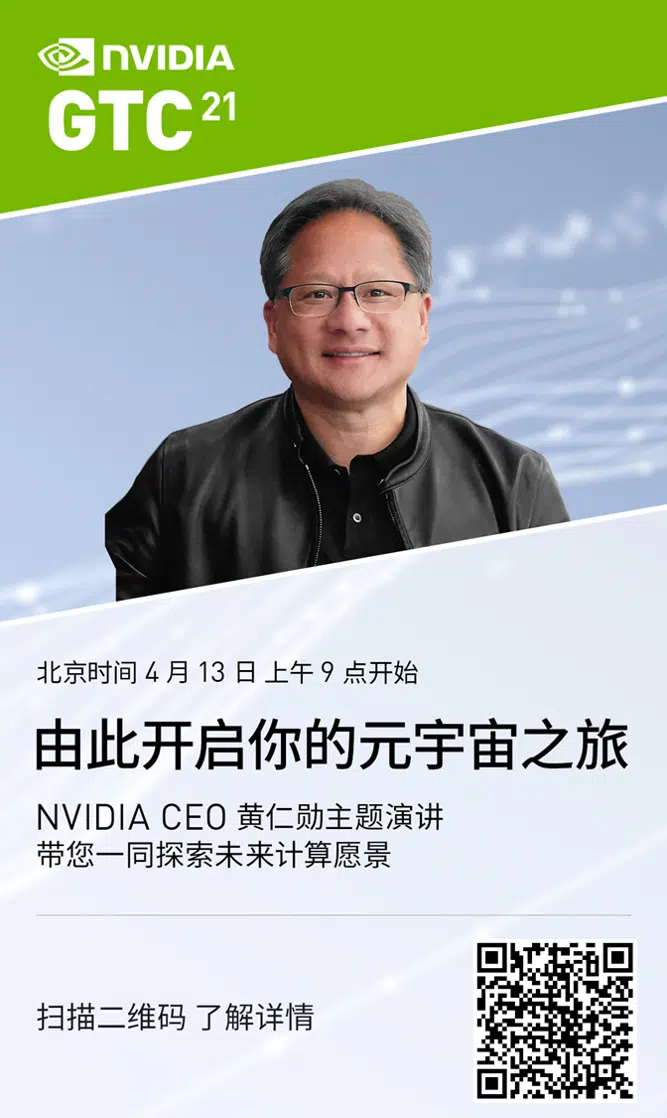 NVIDIA
GTC 21
北京时间 4 月 13 日 上午 9 点开始
由此开启你的元宇宙之旅
NVIDIA CEO 黄仁勋主题演讲
带您一同探索未来计算愿景
扫描二维码 了解详情